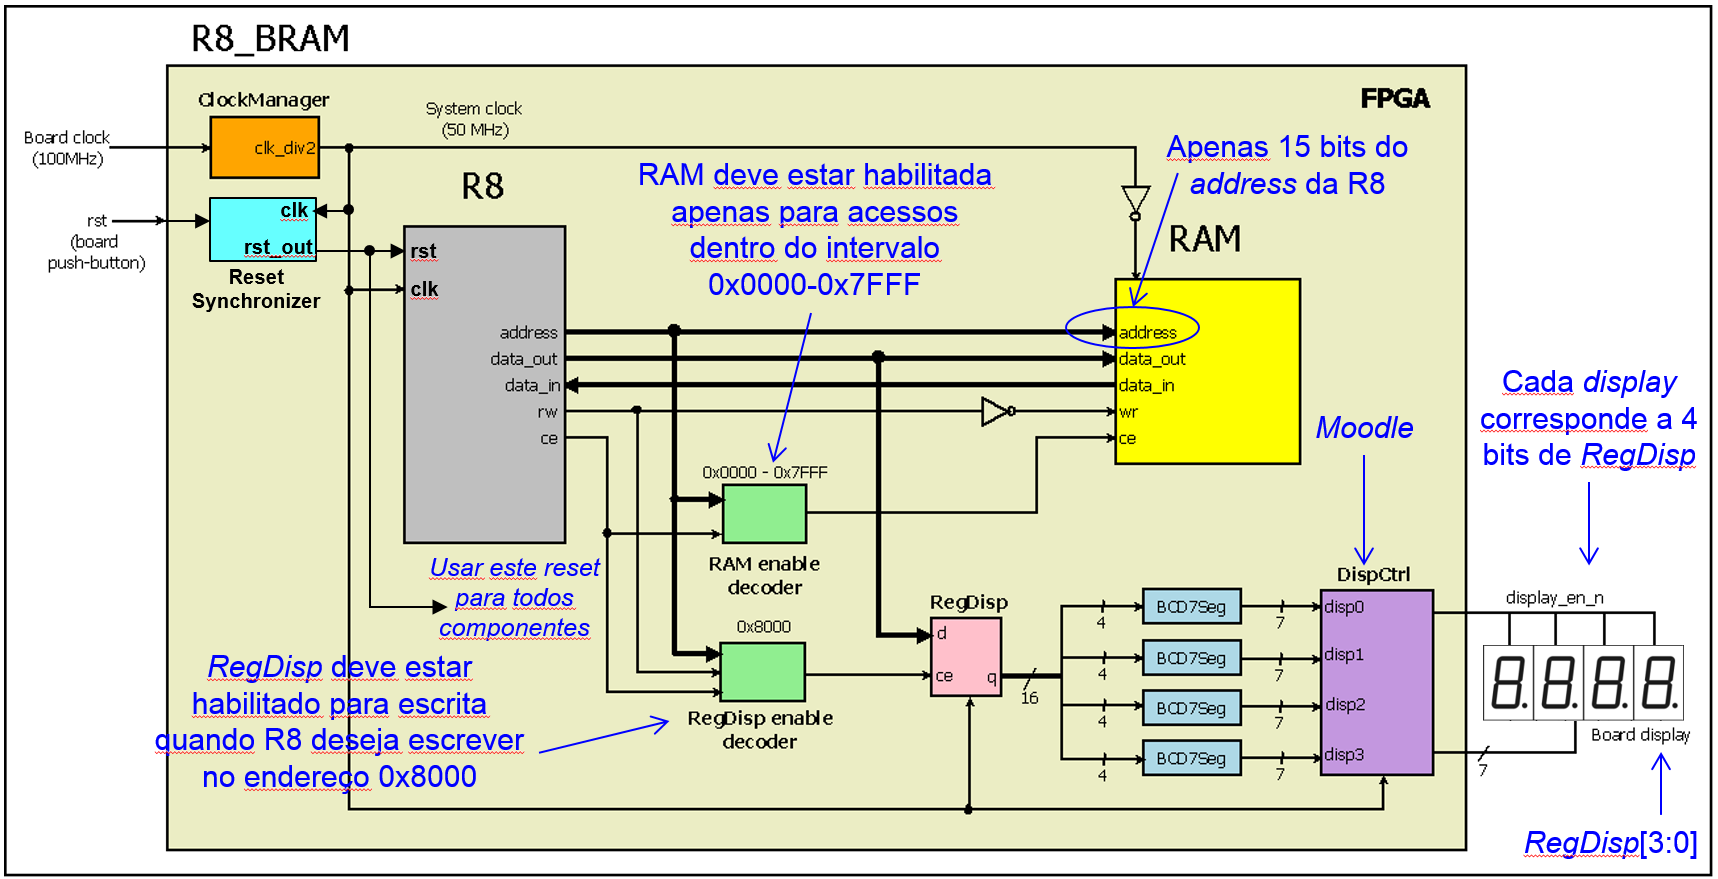 R8_BRAM
FPGA
ClockManager
Board clock
(100MHz)
clk_div2
System clock
(50 MHz)
rst
(board
push-button)
clk
rst_out
Reset
Synchronizer
R8
rst
clk
address
data_out
data_in
rw
ce
RAM deve estar habilitada
apenas para acessos
dentro do intervalo
0x0000-0x7FFF
Apenas 15 bits do
address da R8
RAM
address
data_out
data_in
wr
ce
0x0000 - 0x7FFF
RAM enable
decoder
Usar este reset
para todos
componentes
0x8000
RegDisp enable
decoder
RegDisp deve estar
habilitado para escrita
quando R8 deseja escrever
no endereço 0x8000
RegDisp
d
ce
q
16
4
BCD7Seg
7
4
BCD7Seg
7
4
BCD7Seg
7
4
BCD7Seg
7
Moodle
DispCtrl
disp0
disp1
disp2
disp3
Cada display
corresponde a 4
bits de RegDisp
display_en_n
8.8.8.8.
Board display
7
RegDisp[3:0]